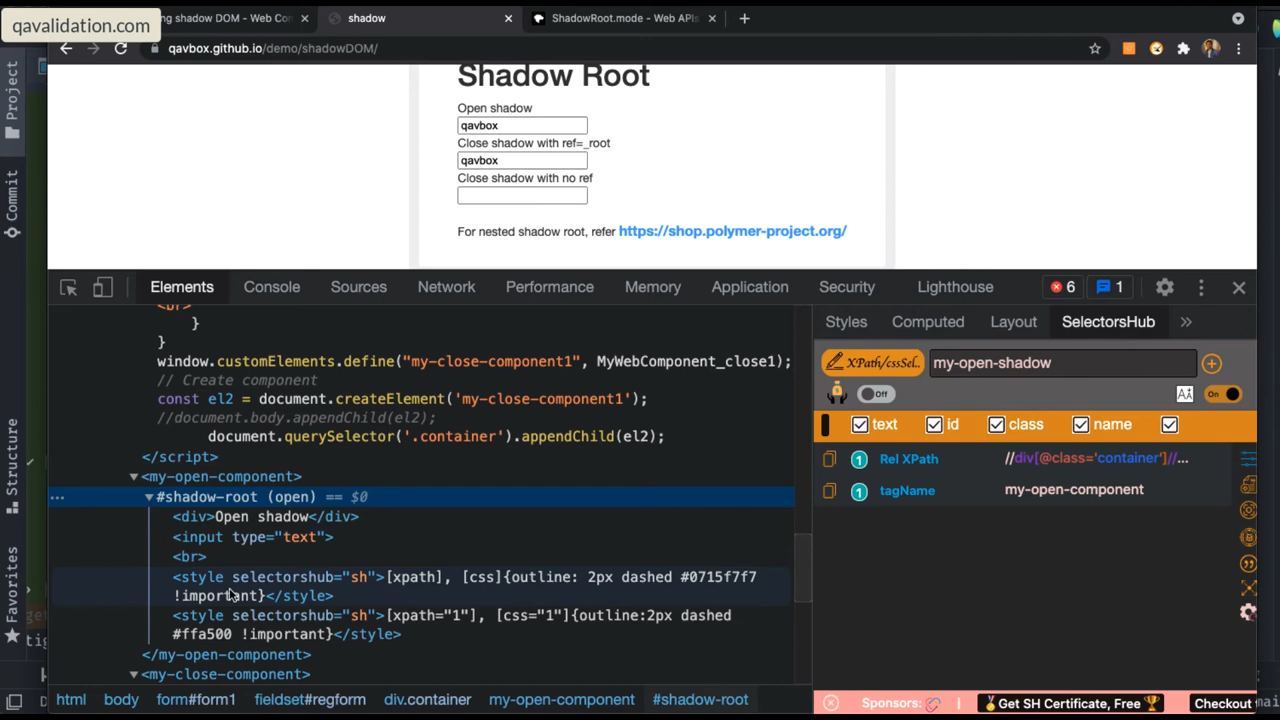 qavalidation.com
ng shadow DOM - Web Con
shadow
ShadowRoot.mode - Web APIs
qavbox.github.io/demo/shadowDOM/
Shadow Root
Open shadow
qavbox
Close shadow with ref=_root
qavbox
Close shadow with no ref
For nested shadow root, refer https://shop.polymer-project.org/
Project
Commit
Structure
Favorites
Elements
Console
Sources
Network
Performance
Memory
Application
Security
Lighthouse
6
1
<br>
}
}
window.customElements.define("my-close-component1", MyWebComponent_close1);
// Create component
const el2 = document.createElement('my-close-component1');
//document.body.appendChild(el2);
document.querySelector('.container').appendChild(el2);
</script>
<my-open-component>
#shadow-root (open) == $0
<div>Open shadow</div>
<input type="text">
<br>
<style selectorshub="sh">[xpath], [css]{outline: 2px dashed #0715f7f7
!important}</style>
<style selectorshub="sh">[xpath="1"], [css="1"]{outline:2px dashed
#ffa500 !important}</style>
</my-open-component>
<my-close-component>
html
body
form#form1
fieldset#regform
div.container
my-open-component
#shadow-root
Styles
Computed
Layout
SelectorsHub
XPath/cssSel..
my-open-shadow
Off
On
text
id
class
name
1 Rel XPath //div[@class='container']//...
1 tagName my-open-component
Sponsors:
Get SH Certificate, Free
Checkout